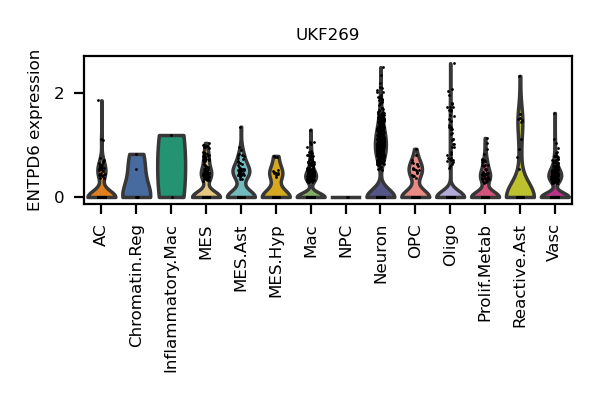 UKF269
ENTPD6 expression
2
0
AC
Chromatin.Reg
Inflammatory.Mac
MES
MES.Ast
MES.Hyp
Mac
NPC
Neuron
OPC
Oligo
Prolif.Metab
Reactive.Ast
Vasc